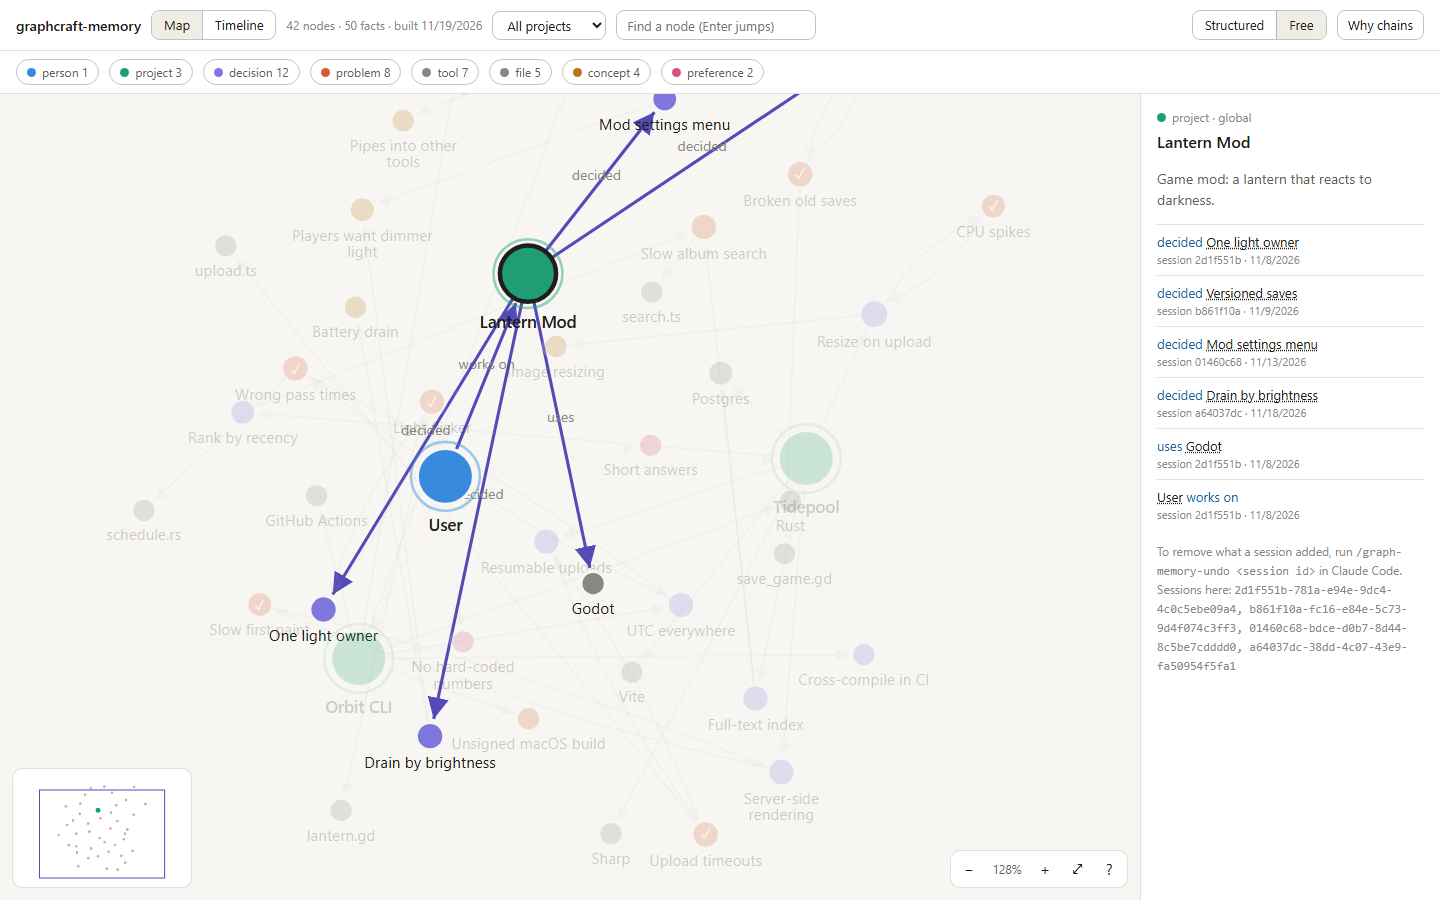 graphcraft-memory
Map
Timeline
42 nodes · 50 facts · built 11/19/2026
All projects
Find a node (Enter jumps)
Structured
Free
Why chains
person 1
project 3
decision 12
problem 8
tool 7
file 5
concept 4
preference 2
Mod settings menu
decided
decided
Pipes into other
tools
Broken old saves
Players want dimmer
light
CPU spikes
upload.ts
Slow album search
Lantern Mod
search.ts
Battery drain
Resize on upload
works on
Image resizing
Wrong pass times
Postgres
Rank by recency
uses
decided
Short answers
User
decided
GitHub Actions
Tidepool
Rust
schedule.rs
Resumable uploads
save_game.gd
Godot
Slow first paint
One light owner
UTC everywhere
No hard-coded
numbers
Cross-compile in CI
Vite
Orbit CLI
Full-text index
Unsigned macOS build
Drain by brightness
Server-side
rendering
lantern.gd
Sharp
Upload timeouts
−
128%
+
?
project · global
Lantern Mod
Game mod: a lantern that reacts to
darkness.
decided One light owner
session 2d1f551b · 11/8/2026
decided Versioned saves
session b861f10a · 11/9/2026
decided Mod settings menu
session 01460c68 · 11/13/2026
decided Drain by brightness
session a64037dc · 11/18/2026
uses Godot
session 2d1f551b · 11/8/2026
User works on
session 2d1f551b · 11/8/2026
To remove what a session added, run /graph-
memory-undo <session id> in Claude Code.
Sessions here: 2d1f551b-781a-e94e-9dc4-
4c0c5ebe09a4, b861f10a-fc16-e84e-5c73-
9d4f074c3ff3, 01460c68-bdce-d0b7-8d44-
8c5be7cdddd0, a64037dc-38dd-4c07-43e9-
fa50954f5fa1